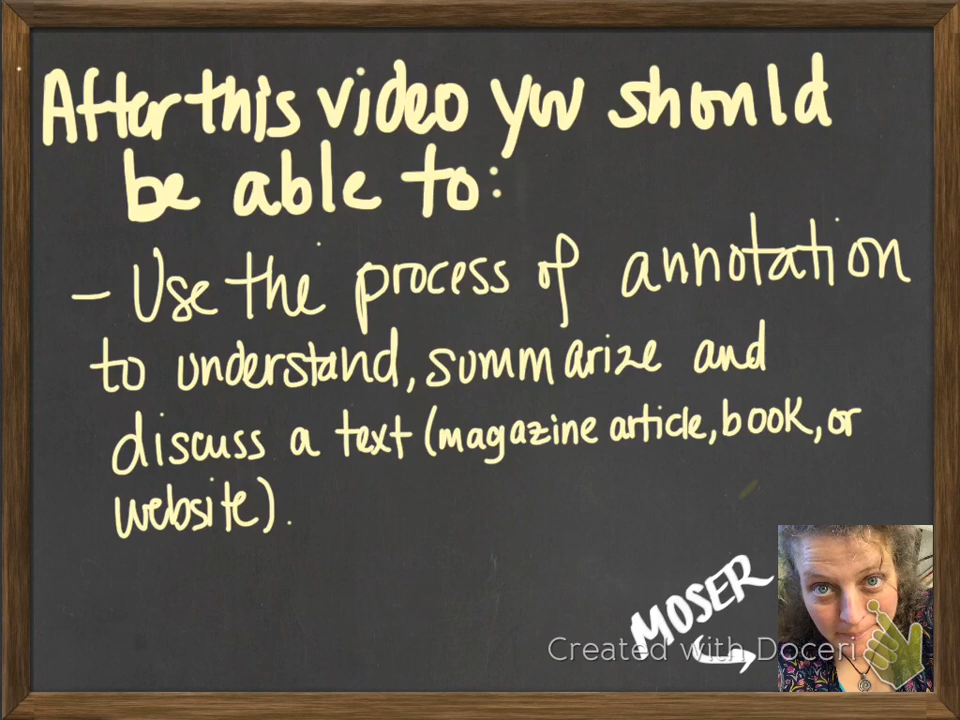 After this video you should
be able to:
- Use the process of annotation
to understand, summarize and
discuss a text (magazine article, book, or
website).
MOSER
Created with Doceri